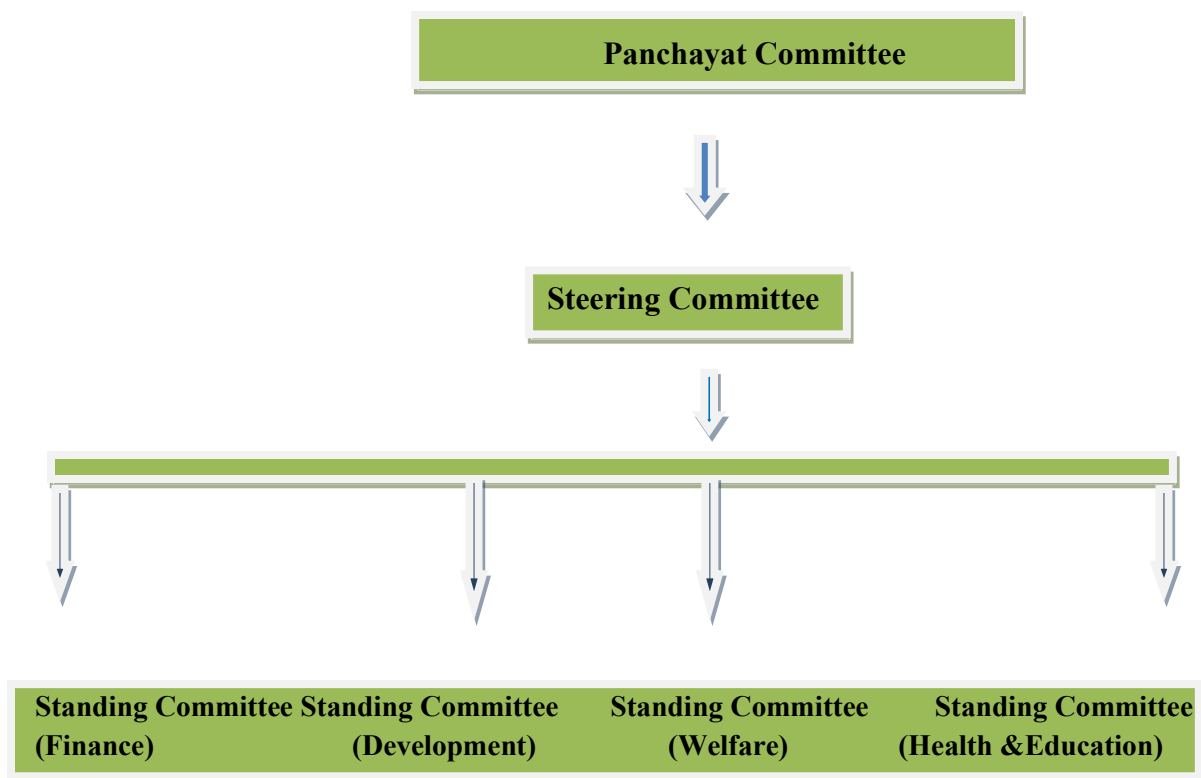 Panchayat Committee
Steering Committee
Standing Committee Standing Committee Standing Committee Standing Committee
(Finance) (Development) (Welfare) (Health &Education)